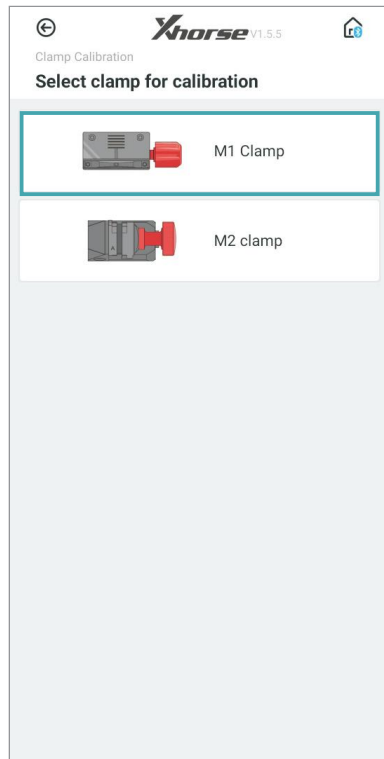 Xhorse V1.5.5
Clamp Calibration
Select clamp for calibration
M1 Clamp
A
M2 clamp